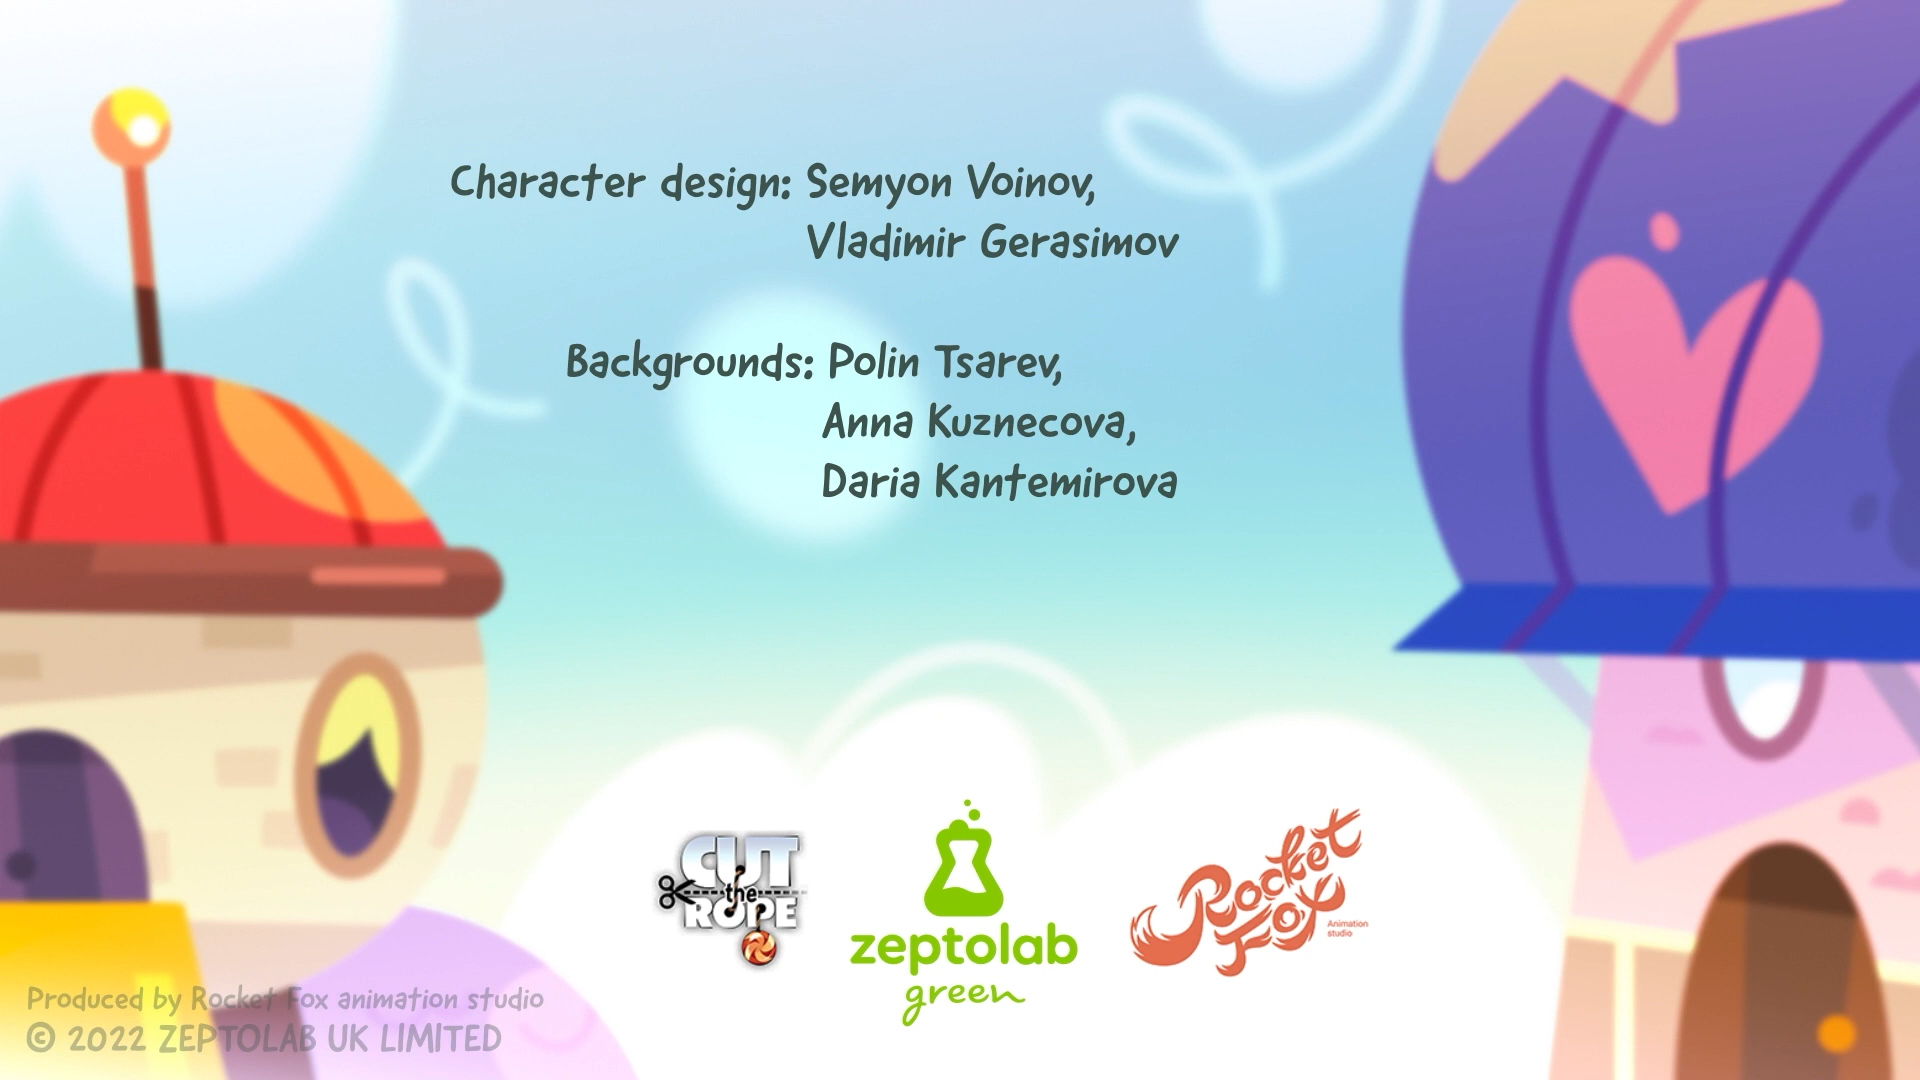 Character design: Semyon Voinov,
Vladimir Gerasimov
Backgrounds: Polin Tsarev,
Anna Kuznecova,
Daria Kantemirova
CUT
the
ROPE
zeptolab
green
Rocket
Fox
Animation
studio
Produced by Rocket Fox animation studio
© 2022 ZEPTOLAB UK LIMITED